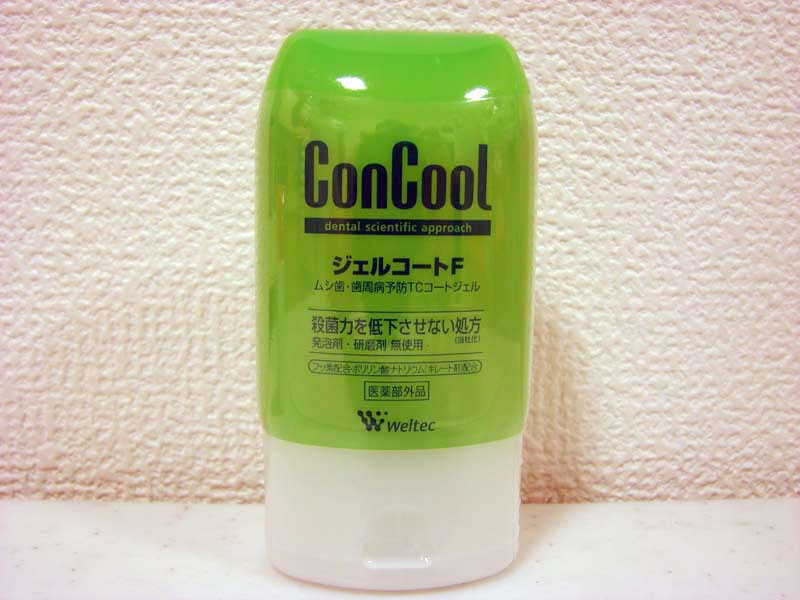 ConCool
dental scientific approach
ジェルコートF
ムシ歯・歯周病予防TCコートジェル
殺菌力を低下させない処方
(当社比)
発泡剤・研磨剤 無使用
フッ素配合・ポリリン酸ナトリウム(キレート剤)配合
医薬部外品
Weltec